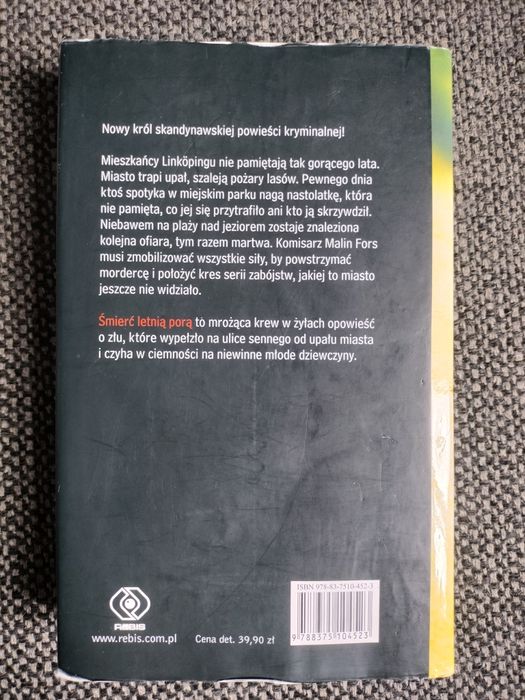 Nowy król skandynawskiej powieści kryminalnej!
Mieszkańcy Linköpingu nie pamiętają tak gorącego lata.
Miasto trapi upał, szaleją pożary lasów. Pewnego dnia
ktoś spotyka w miejskim parku nagą nastolatkę, która
nie pamięta, co jej się przytrafiło ani kto ją skrzywdził.
Niebawem na plaży nad jeziorem zostaje znaleziona
kolejna ofiara, tym razem martwa. Komisarz Malin Fors
musi zmobilizować wszystkie siły, by powstrzymać
mordercę i położyć kres serii zabójstw, jakiej to miasto
jeszcze nie widziało.
Śmierć letnią porą to mrożąca krew w żyłach opowieść
o złu, które wypełzło na ulice sennego od upału miasta
i czyha w ciemności na niewinne młode dziewczyny.
ISBN 978-83-7510-452-3
9 788375 104523
REBIS
www.rebis.com.pl
Cena det. 39,90 zł